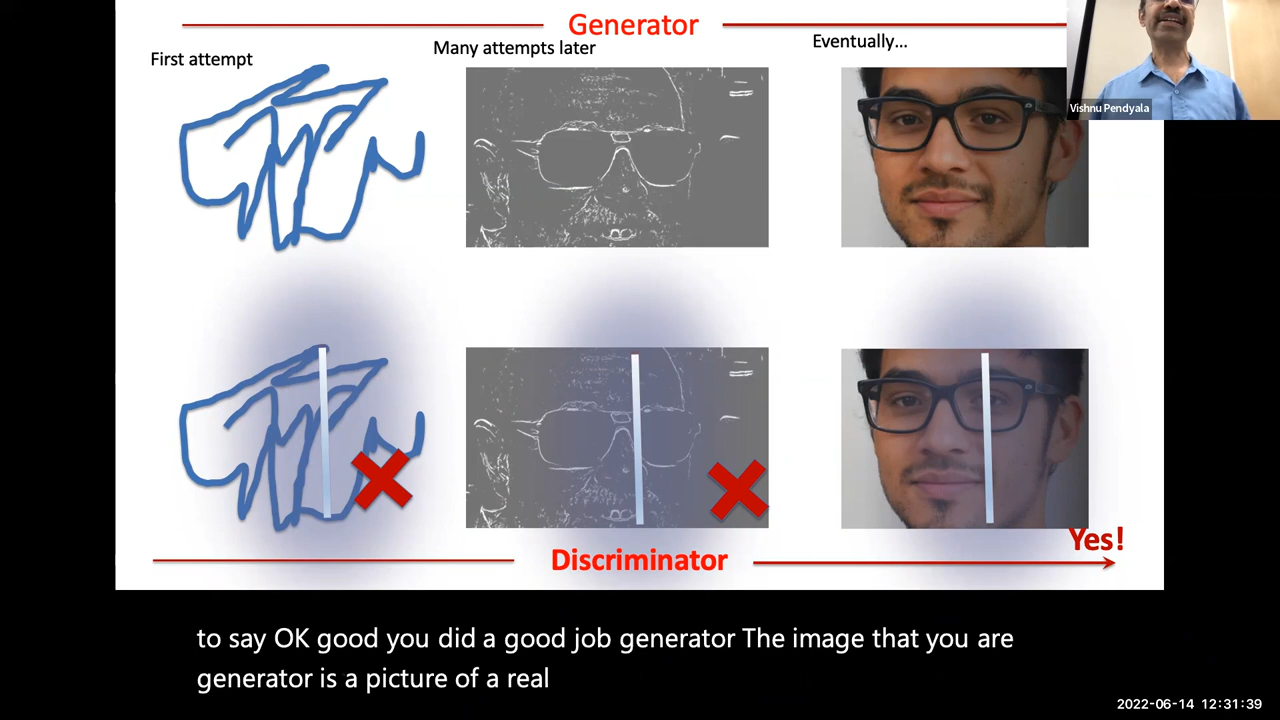 Generator
First attempt
Many attempts later
Eventually...
Vishnu Pendyala
Yes!
Discriminator
to say OK good you did a good job generator The image that you are
generator is a picture of a real
2022-06-14 12:31:39